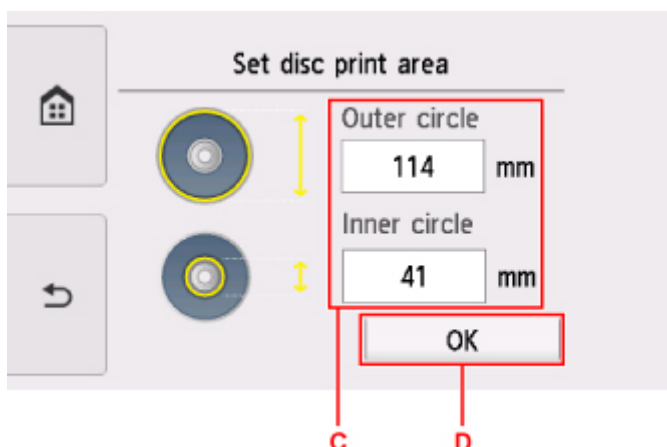 Set disc print area
Outer circle
114 mm
Inner circle
41 mm
OK
C D